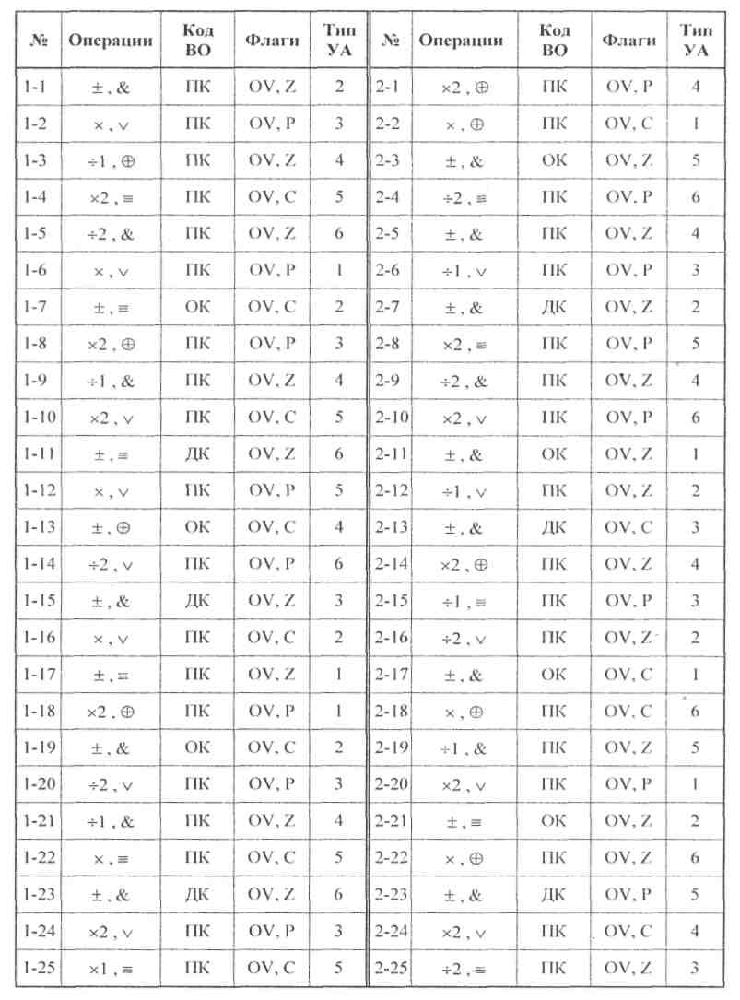 № Операции Код ВО Флаги Тип УА № Операции Код ВО Флаги Тип УА
1-1 ±, & ПК OV, Z 2 2-1 ×2, ⊕ ПК OV, P 4
1-2 ×, ∨ ПК OV, P 3 2-2 ×, ⊕ ПК OV, C 1
1-3 ÷1, ⊕ ПК OV, Z 4 2-3 ±, & ОК OV, Z 5
1-4 ×2, ≡ ПК OV, C 5 2-4 ÷2, ≡ ПК OV, P 6
1-5 ÷2, & ПК OV, Z 6 2-5 ±, & ПК OV, Z 4
1-6 ×, ∨ ПК OV, P 1 2-6 ÷1, ∨ ПК OV, P 3
1-7 ±, ≡ ОК OV, C 2 2-7 ±, & ДК OV, Z 2
1-8 ×2, ⊕ ПК OV, P 3 2-8 ×2, ≡ ПК OV, P 5
1-9 ÷1, & ПК OV, Z 4 2-9 ÷2, & ПК OV, Z 4
1-10 ×2, ∨ ПК OV, C 5 2-10 ×2, ∨ ПК OV, P 6
1-11 ±, ≡ ДК OV, Z 6 2-11 ±, & ОК OV, Z 1
1-12 ×, ∨ ПК OV, P 5 2-12 ÷1, ∨ ПК OV, Z 2
1-13 ±, ⊕ ОК OV, C 4 2-13 ±, & ДК OV, C 3
1-14 ÷2, ∨ ПК OV, P 6 2-14 ×2, ⊕ ПК OV, Z 4
1-15 ±, & ДК OV, Z 3 2-15 ÷1, ≡ ПК OV, P 3
1-16 ×, ∨ ПК OV, C 2 2-16 ÷2, ∨ ПК OV, Z 2
1-17 ±, ≡ ПК OV, Z 1 2-17 ±, & ОК OV, C 1
1-18 ×2, ⊕ ПК OV, P 1 2-18 ×, ⊕ ПК OV, C 6
1-19 ±, & ОК OV, C 2 2-19 ÷1, & ПК OV, Z 5
1-20 ÷2, ∨ ПК OV, P 3 2-20 ×2, ∨ ПК OV, P 1
1-21 ÷1, & ПК OV, Z 4 2-21 ±, ≡ ОК OV, Z 2
1-22 ×, ≡ ПК OV, C 5 2-22 ×, ⊕ ПК OV, Z 6
1-23 ±, & ДК OV, Z 6 2-23 ±, & ДК OV, P 5
1-24 ×2, ∨ ПК OV, P 3 2-24 ×2, ∨ ПК OV, C 4
1-25 ×1, ≡ ПК OV, C 5 2-25 ÷2, ≡ ПК OV, Z 3